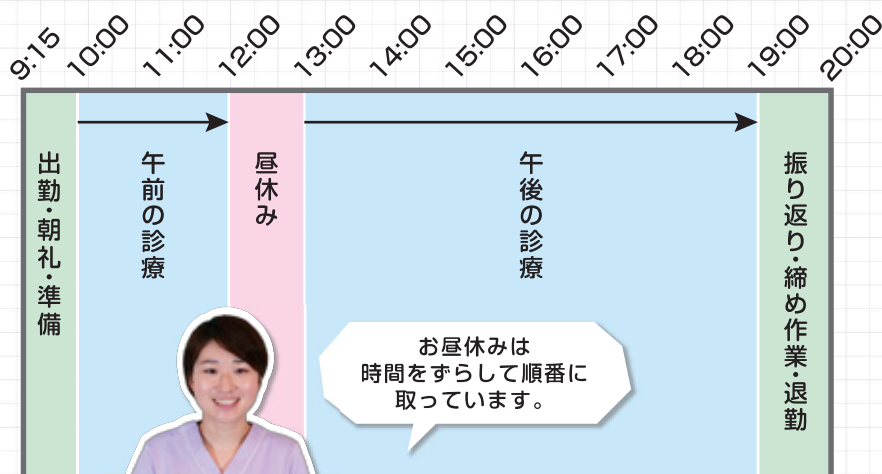 9:15
10:00
11:00
12:00
13:00
14:00
15:00
16:00
17:00
18:00
19:00
20:00
出勤・朝礼・準備
午前の診療
昼休み
午後の診療
振り返り・締め作業・退勤
お昼休みは
時間をずらして順番に
取っています。